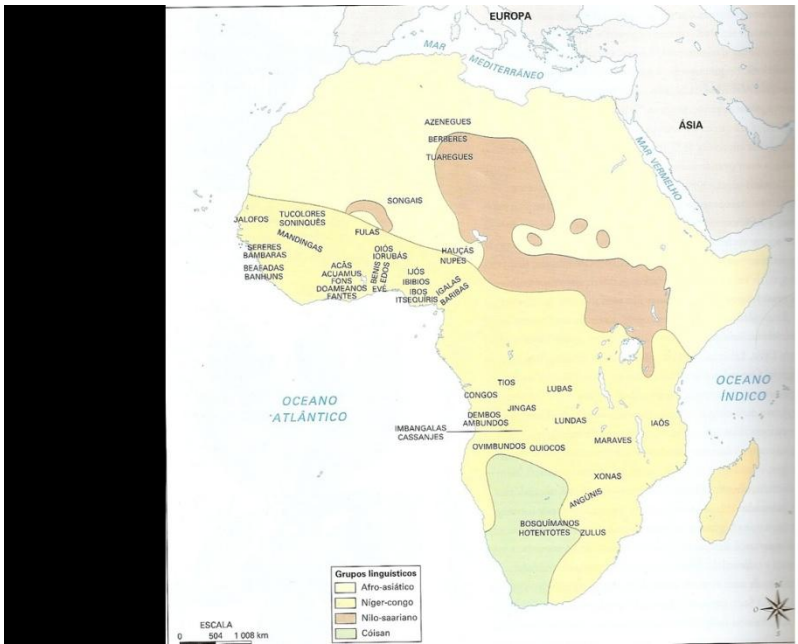 EUROPA
MAR
MEDITERRÂNEO
ÁSIA
MAR VERMELHO
AZENEGUES
BERBERES
TUAREGUES
SONGAIS
JALOFOS
TUCOLORES
SONINQUÊS
MANDINGAS
FULAS
HAUÇÁS
NUPES
SERERES
BAMBARAS
BEAFADAS
BANHUNS
OIÓS
IORUBÁS
BENIS
EDOS
ACÃS
ACUAMUS
FONS
DOAMEANOS
FANTES
EVÉ
IJÓS
IBIBIOS
IBOS
ITSEQUIRIS
IGALAS
BARIBAS
OCEANO
ATLÂNTICO
OCEANO
ÍNDICO
TIOS
CONGOS
LUBAS
JINGAS
DEMBOS
AMBUNDOS
LUNDAS
IAÔS
IMBANGALAS
CASSANJES
MARAVES
OVIMBUNDOS
QUIOCOS
XONAS
ANGÚNIS
BOSQUÍMANOS
HOTENTOTES
ZULUS
Grupos linguísticos
Afro-asiático
Níger-congo
Nilo-saariano
Cóisan
ESCALA
0 504 1 008 km